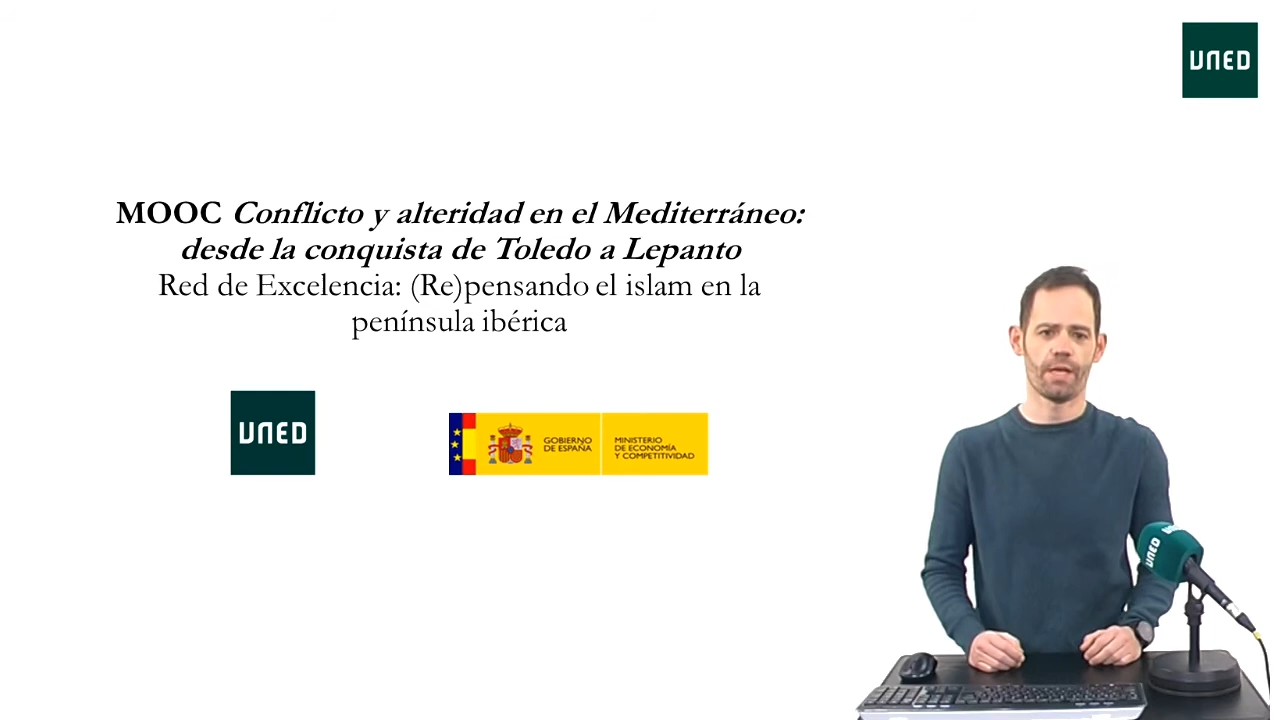 UNED
MOOC Conflicto y alteridad en el Mediterráneo:
desde la conquista de Toledo a Lepanto
Red de Excelencia: (Re)pensando el islam en la
península ibérica
UNED
GOBIERNO
DE ESPAÑA
MINISTERIO
DE ECONOMÍA
Y COMPETITIVIDAD
UNED